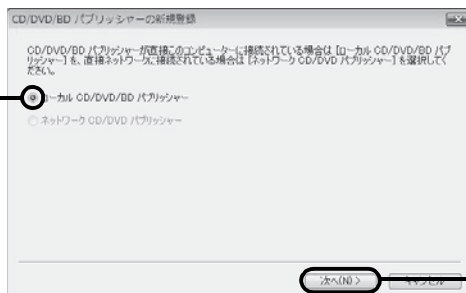 CD/DVD/BD パブリッシャーの新規登録
CD/DVD/BD パブリッシャーが直接このコンピューターに接続されている場合は [ローカル CD/DVD/BD パブ
リッシャー] を、直接ネットワークに接続されている場合は [ネットワーク CD/DVD パブリッシャー] を選択してく
ださい。
ローカル CD/DVD/BD パブリッシャー
ネットワーク CD/DVD パブリッシャー
次へ(N) >
キャンセル